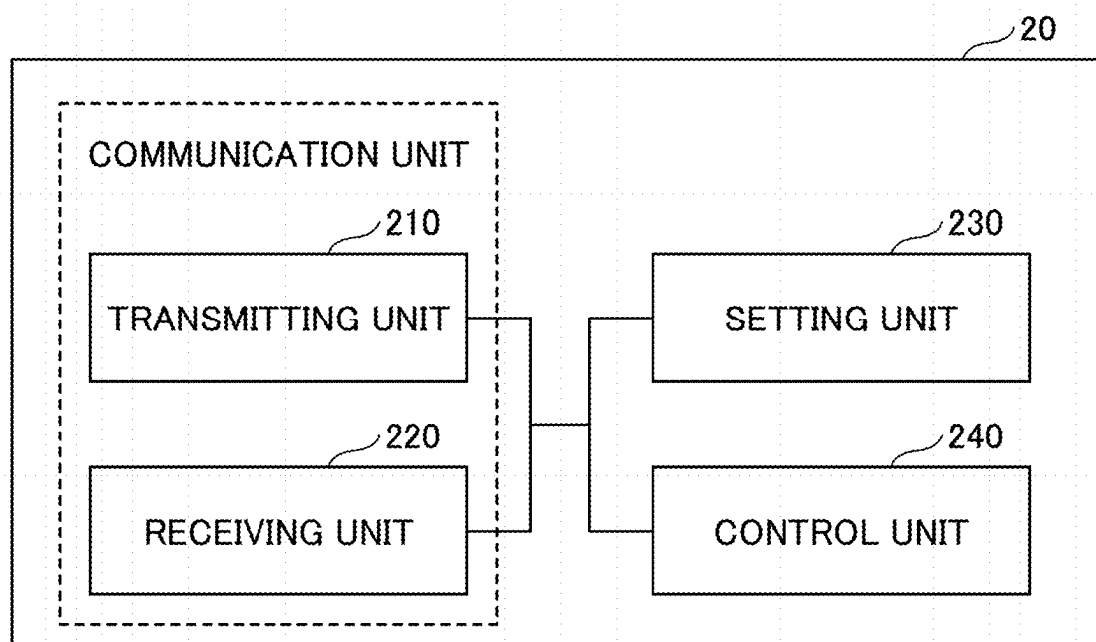 20
COMMUNICATION UNIT
210
230
TRANSMITTING UNIT
SETTING UNIT
220
240
RECEIVING UNIT
CONTROL UNIT